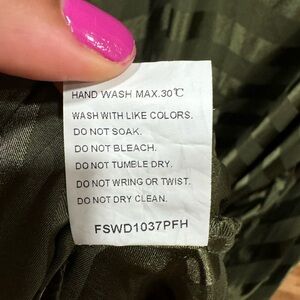 HAND WASH MAX.30℃
WASH WITH LIKE COLORS.
DO NOT SOAK.
DO NOT BLEACH.
DO NOT TUMBLE DRY.
DO NOT WRING OR TWIST.
DO NOT DRY CLEAN.
FSWD1037PFH